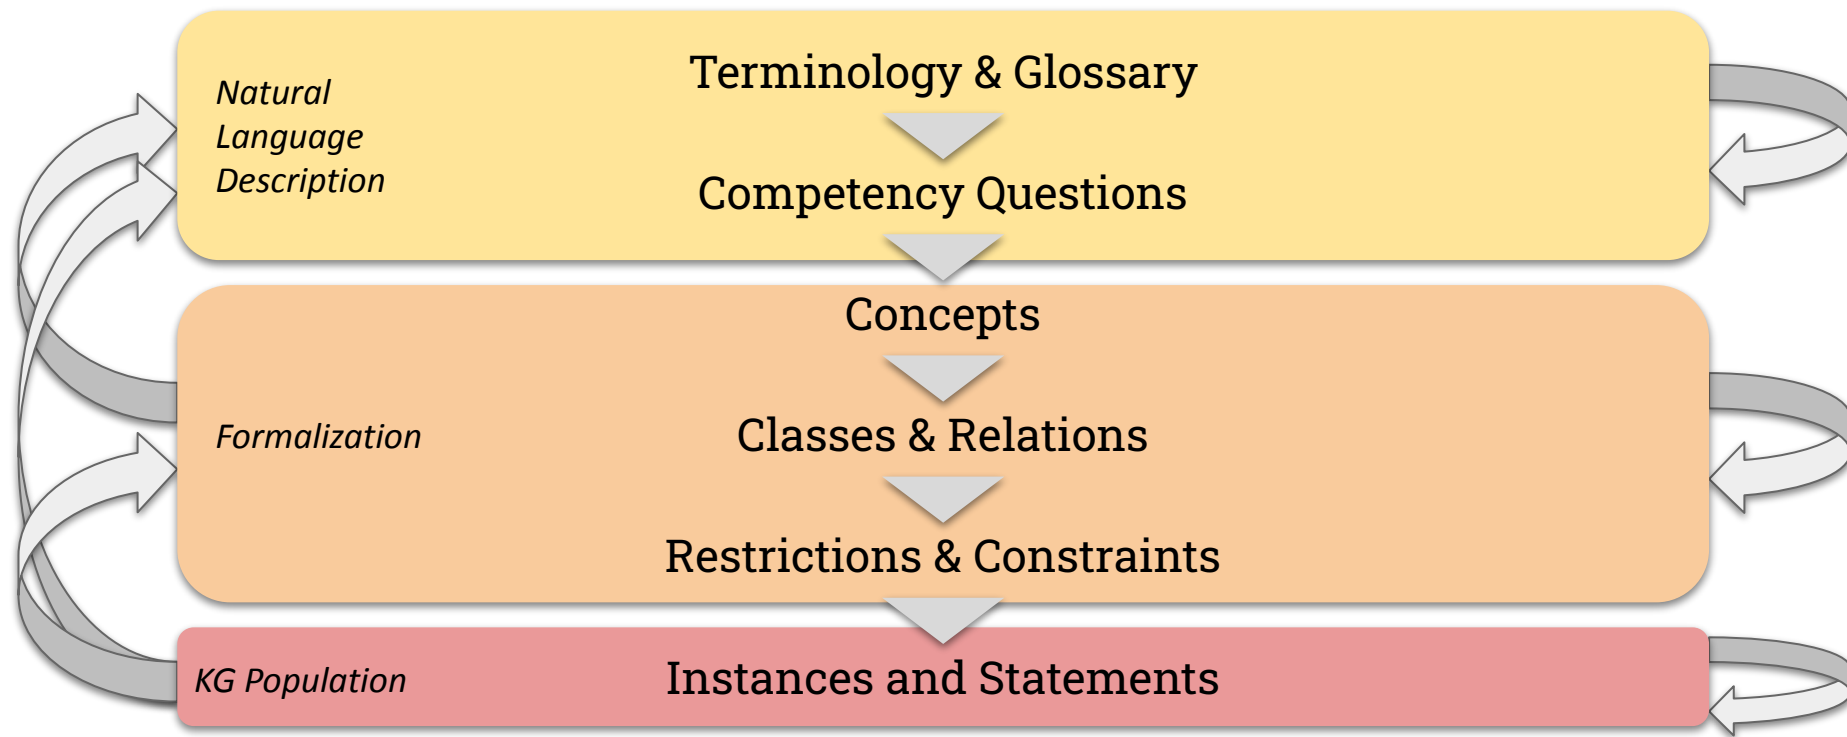 Terminology & Glossary
Natural
Language
Description
Competency Questions
Concepts
Formalization
Classes & Relations
Restrictions & Constraints
KG Population
Instances and Statements